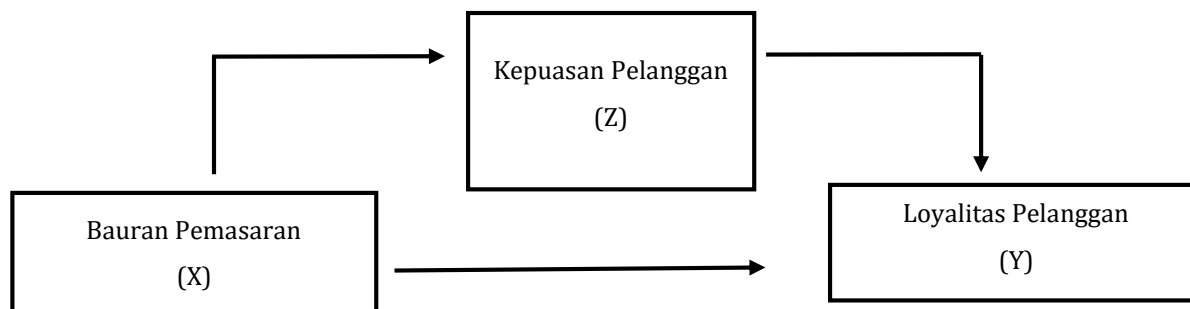 Kepuasan Pelanggan
(Z)
Bauran Pemasaran
(X)
Loyalitas Pelanggan
(Y)